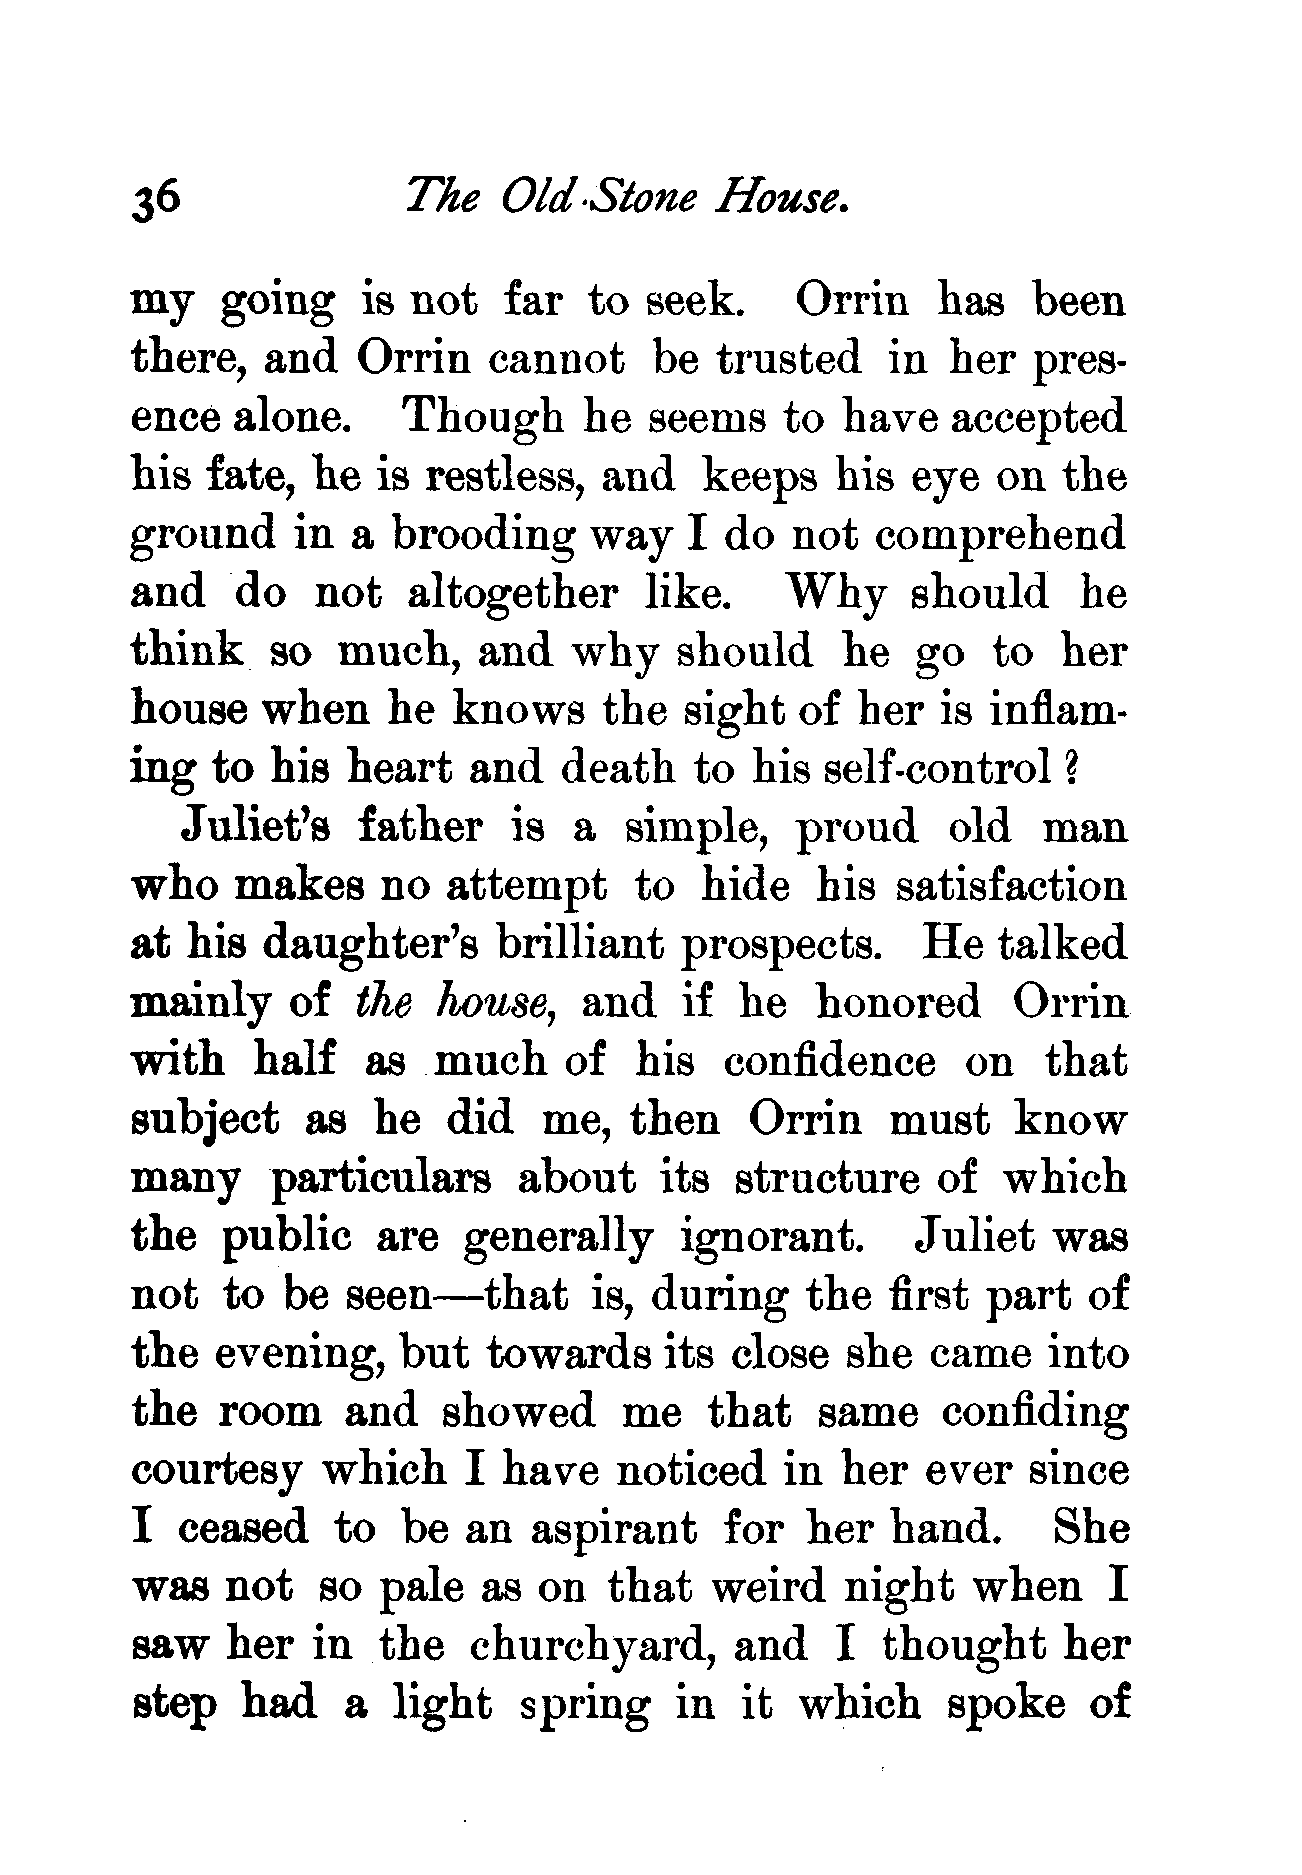 36 The Old Stone House.
my going is not far to seek. Orrin has been
there, and Orrin cannot be trusted in her pres-
ence alone. Though he seems to have accepted
his fate, he is restless, and keeps his eye on the
ground in a brooding way I do not comprehend
and do not altogether like. Why should he
think so much, and why should he go to her
house when he knows the sight of her is inflam-
ing to his heart and death to his self-control?
Juliet's father is a simple, proud old man
who makes no attempt to hide his satisfaction
at his daughter's brilliant prospects. He talked
mainly of the house, and if he honored Orrin
with half as much of his confidence on that
subject as he did me, then Orrin must know
many particulars about its structure of which
the public are generally ignorant. Juliet was
not to be seen—that is, during the first part of
the evening, but towards its close she came into
the room and showed me that same confiding
courtesy which I have noticed in her ever since
I ceased to be an aspirant for her hand. She
was not so pale as on that weird night when I
saw her in the churchyard, and I thought her
step had a light spring in it which spoke of